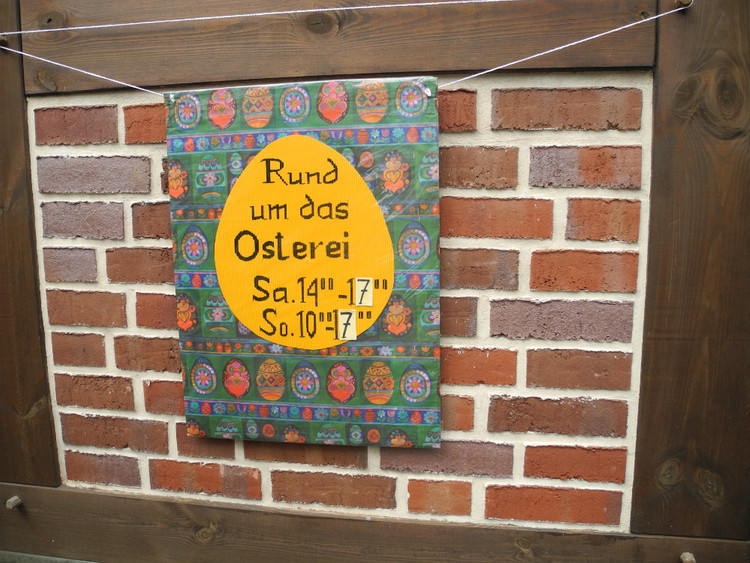 Rund
um das
Osterei
Sa. 14⁰⁰-17⁰⁰
So. 10⁰⁰-17⁰⁰